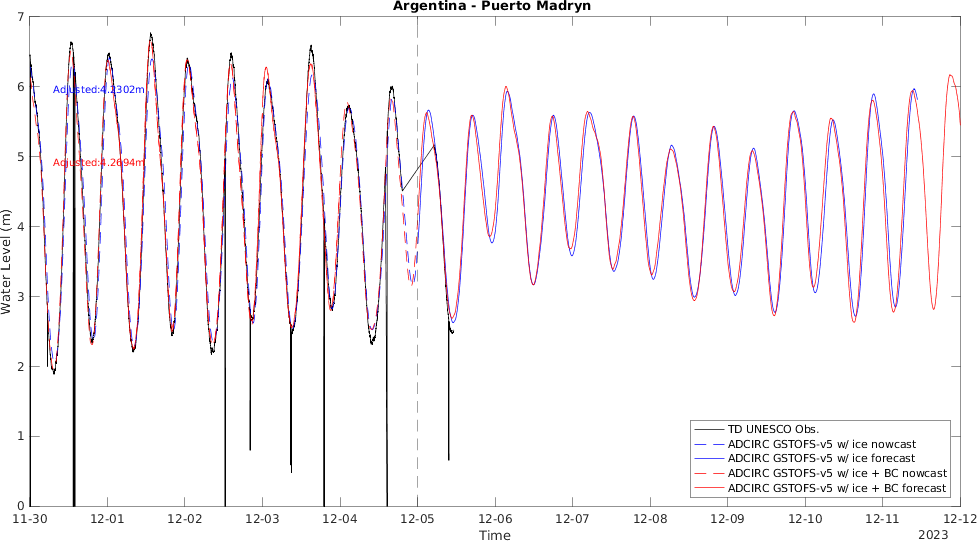 Argentina - Puerto Madryn
7
6
5
4
3
2
1
0
Water Level (m)
Adjusted:4.2302m
Adjusted:4.2694m
TD UNESCO Obs.
ADCIRC GSTOFS-v5 w/ ice nowcast
ADCIRC GSTOFS-v5 w/ ice forecast
ADCIRC GSTOFS-v5 w/ ice + BC nowcast
ADCIRC GSTOFS-v5 w/ ice + BC forecast
11-30 12-01 12-02 12-03 12-04 12-05 12-06 12-07 12-08 12-09 12-10 12-11 12-12
Time
2023